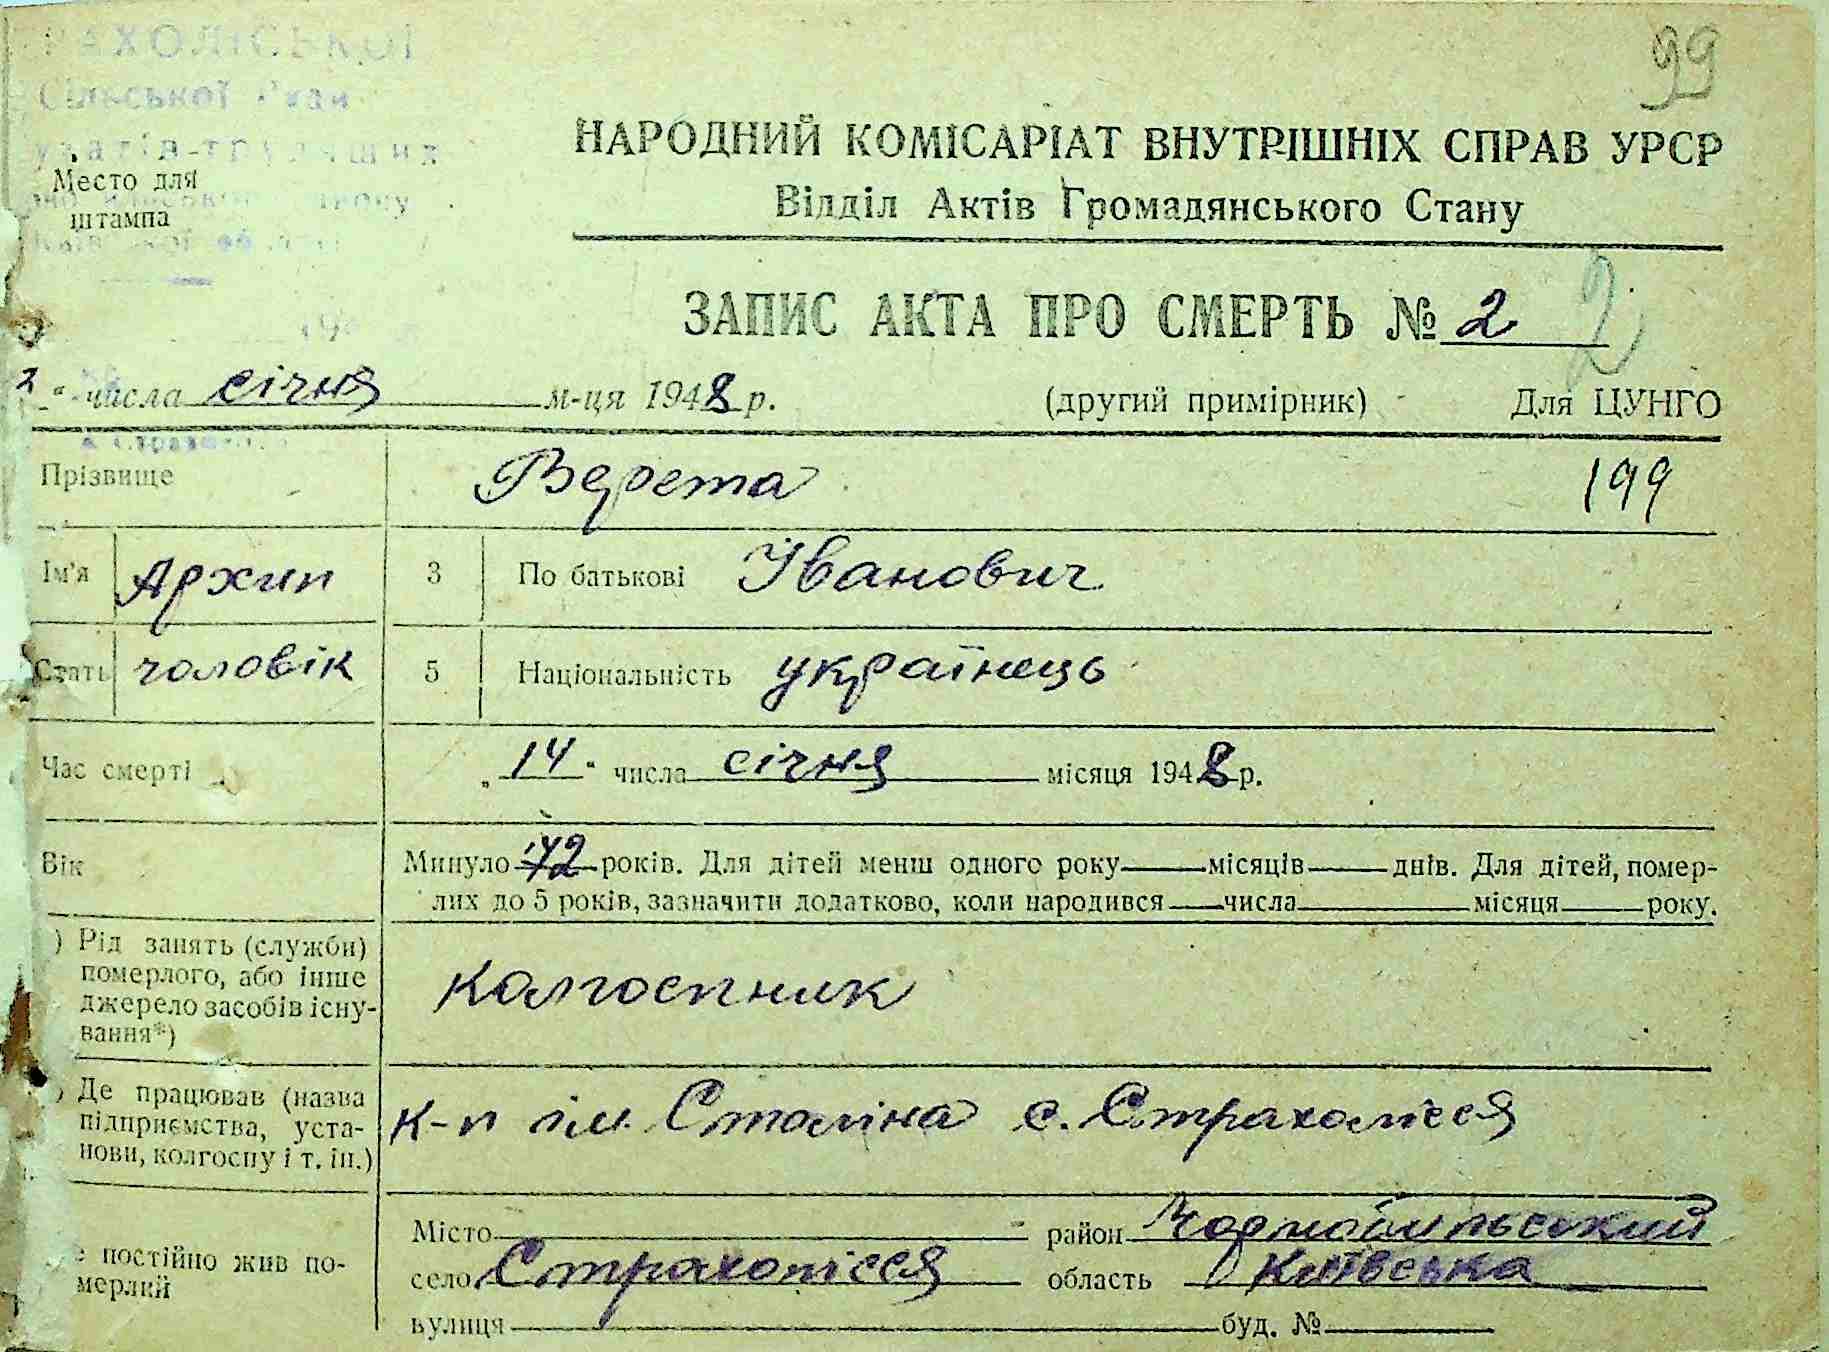 99
Сільської Ради
НАРОДНИЙ КОМІСАРІАТ ВНУТРІШНІХ СПРАВ УРСР
Відділ Актів Громадянського Стану
Место для
штампа
ЗАПИС АКТА ПРО СМЕРТЬ № 2
2
числа січня м-ця 1948 р. (другий примірник) Для ЦУНГО
Прізвище Верета 199
Ім'я Архип 3 По батькові Іванович
Стать чоловік 5 Національність українець
Час смерті „14“ числа січня місяця 1948 р.
Вік Минуло 72 років. Для дітей менш одного року місяців днів. Для дітей, помер-
лих до 5 років, зазначити додатково, коли народився числа місяця року.
) Рід занять (служби)
померлого, або інше
джерело засобів існу-
вання*)
колгоспник
) Де працював (назва
підприємства, уста-
нови, колгоспу і т. ін.)
к-п ім. Сталіна с. Страхолісся
постійно жив по-
мерлий
Місто район Чорнобильський
село Страхолісся область Київська
вулиця буд. №